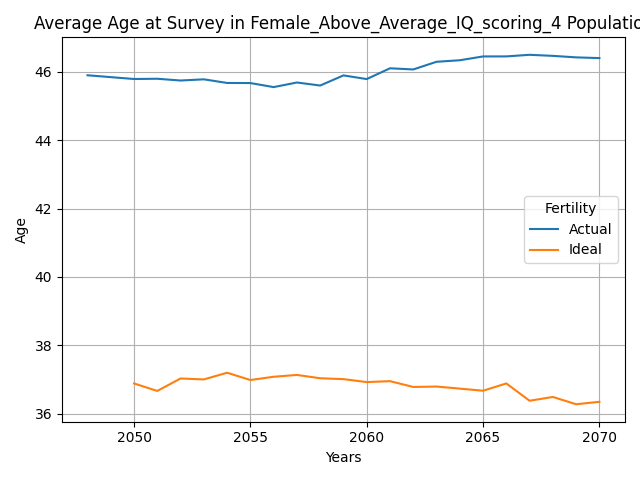 Average Age at Survey in Female_Above_Average_IQ_scoring_4 Populatio
46
44
42
40
38
36
Age
Fertility
Actual
Ideal
2050 2055 2060 2065 2070
Years